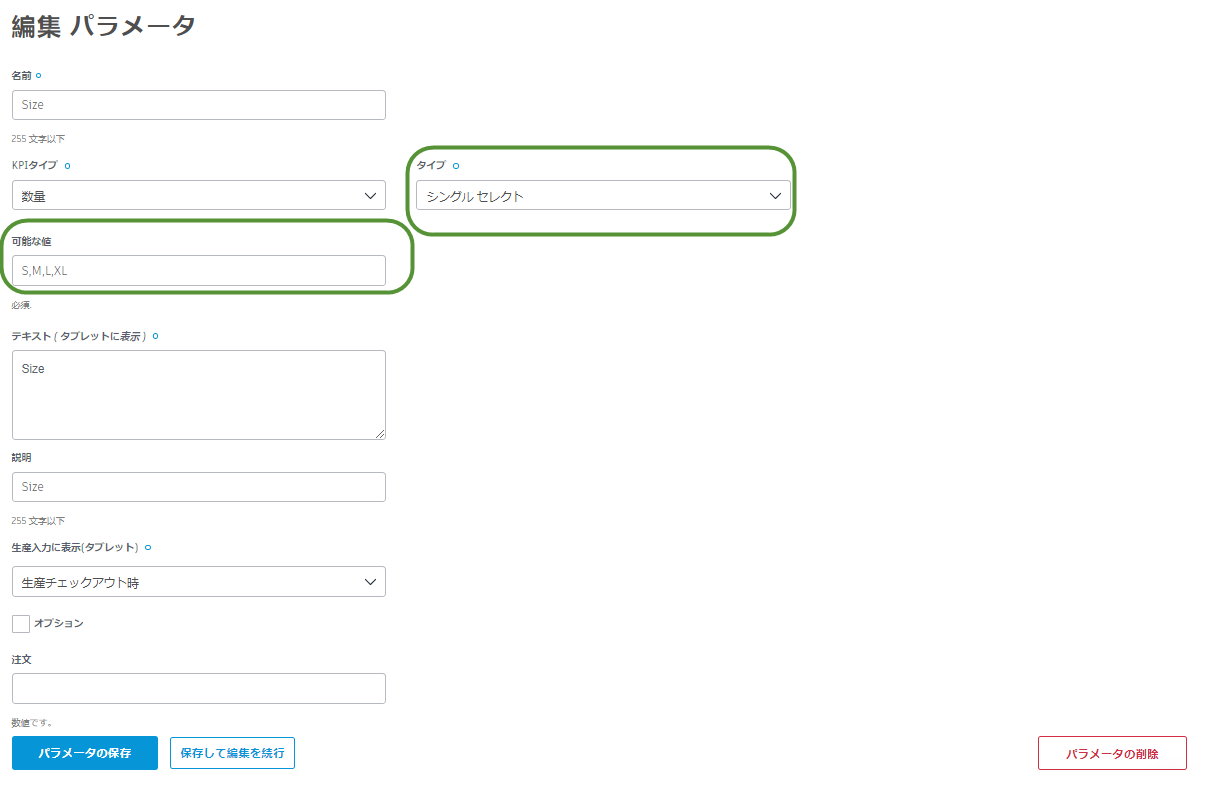 編集 パラメータ
名前
Size
255 文字以下
KPIタイプ
タイプ
数量
シングル セレクト
可能な値
S,M,L,XL
必須.
テキスト ( タブレットに表示 )
Size
説明
Size
255 文字以下
生産入力に表示(タブレット)
生産チェックアウト時
オプション
注文
数値です。
パラメータの保存
保存して編集を続行
パラメータの削除